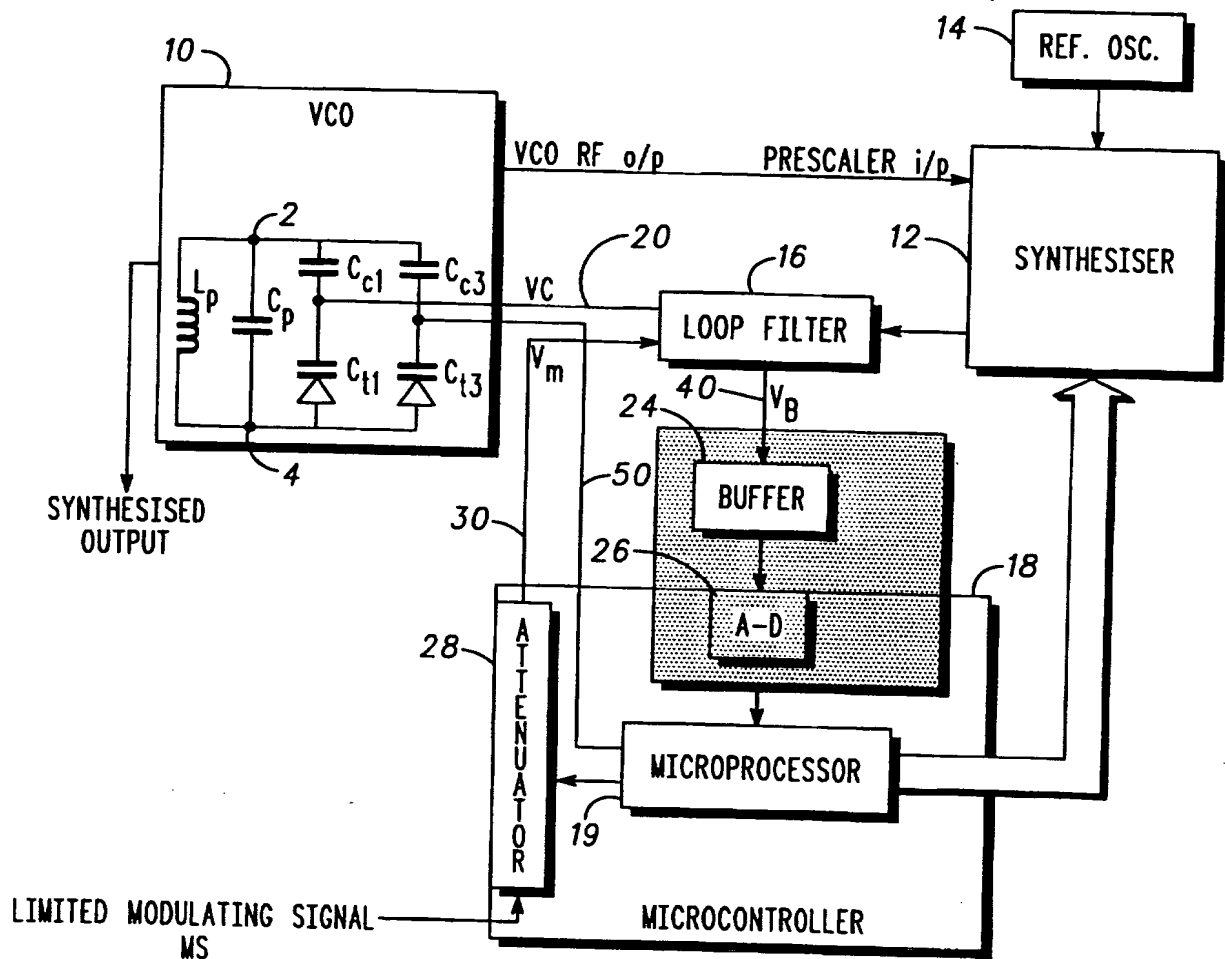 14
REF. OSC.
10
VCO
VCO RF o/p
PRESCALER i/p
2
20
12
SYNTHESISER
16
Lp
Cp
Cc1
Cc3
VC
LOOP FILTER
Ct1
Ct3
Vm
40
VB
24
4
50
BUFFER
SYNTHESISED
OUTPUT
30
26
18
A-D
28
ATTENUATOR
MICROPROCESSOR
19
LIMITED MODULATING SIGNAL
MS
MICROCONTROLLER